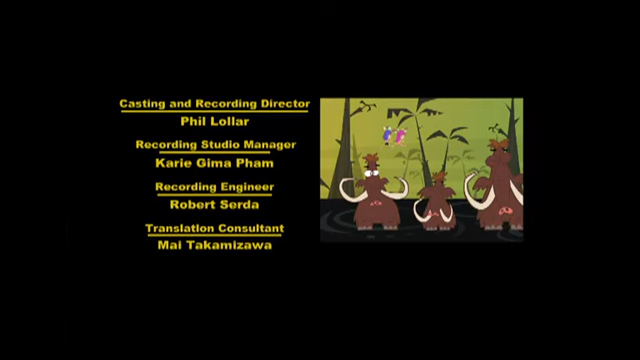 Casting and Recording Director
Phil Lollar
Recording Studio Manager
Karie Gima Pham
Recording Engineer
Robert Serda
Translation Consultant
Mai Takamizawa